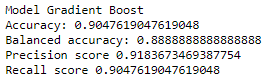 Model Gradient Boost
Accuracy: 0.9047619047619048
Balanced accuracy: 0.8888888888888888
Precision score 0.9183673469387754
Recall score 0.9047619047619048